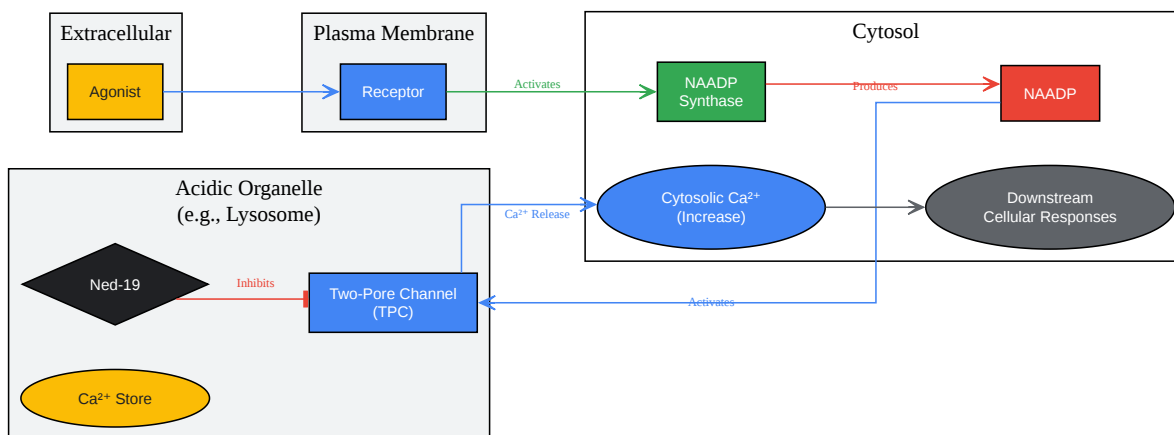 Extracellular
Agonist
Plasma Membrane
Receptor
Activates
Cytosol
NAADP
Synthase
Produces
NAADP
Acidic Organelle
(e.g., Lysosome)
Ca²⁺ Release
Cytosolic Ca²⁺
(Increase)
Downstream
Cellular Responses
Ned-19
Inhibits
Two-Pore Channel
(TPC)
Activates
Ca²⁺ Store